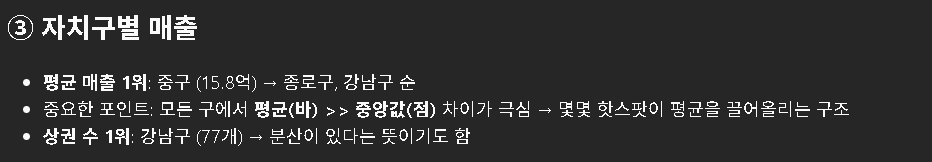 ③ 자치구별 매출
• 평균 매출 1위: 중구 (15.8억) → 종로구, 강남구 순
• 중요한 포인트: 모든 구에서 평균(바) >> 중앙값(점) 차이가 극심 → 몇몇 핫스팟이 평균을 끌어올리는 구조
• 상권 수 1위: 강남구 (77개) → 분산이 있다는 뜻이기도 함